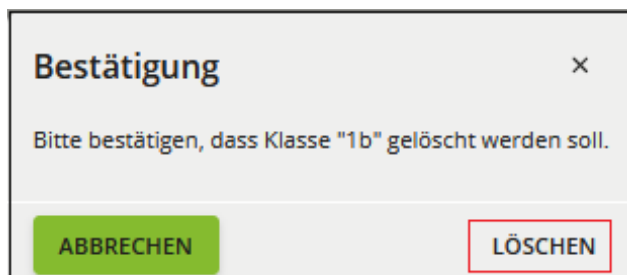 Bestätigung ×
Bitte bestätigen, dass Klasse "1b" gelöscht werden soll.
ABBRECHEN LÖSCHEN